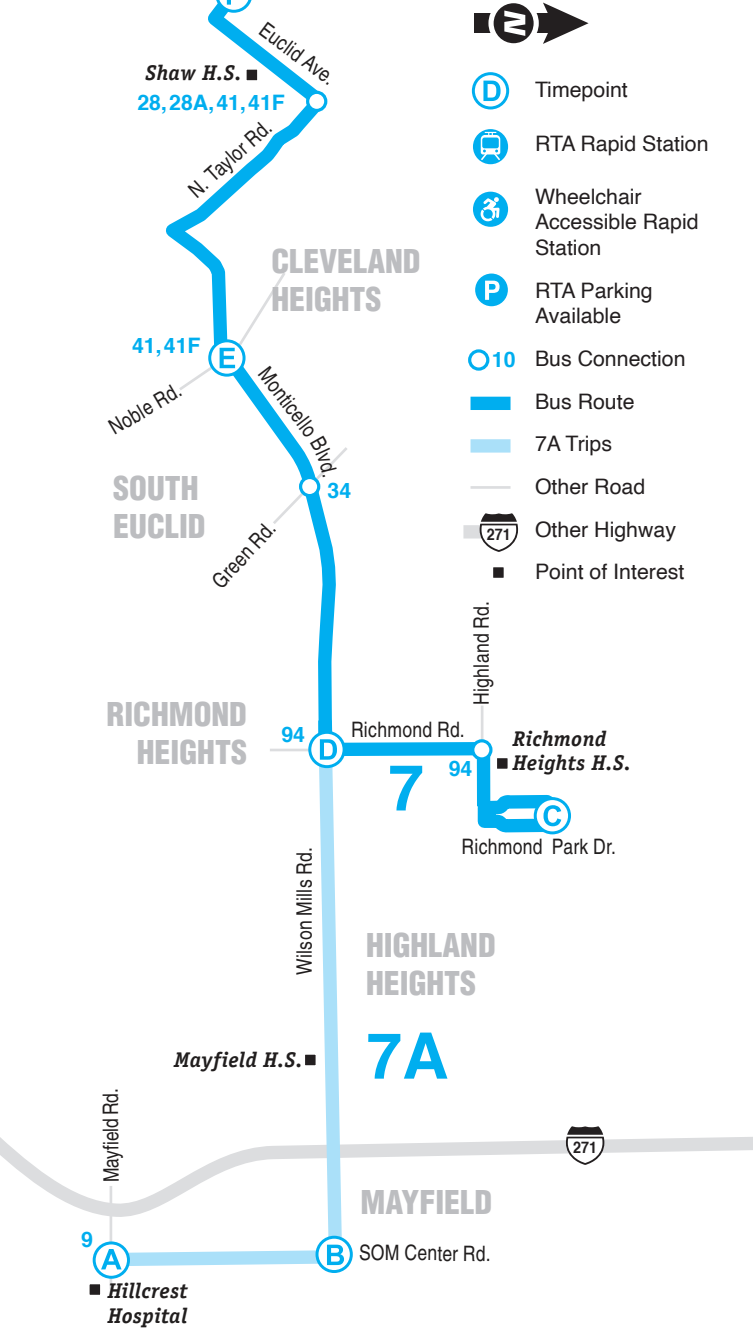 F
Euclid Ave.
Shaw H.S.
28, 28A, 41, 41F
N. Taylor Rd.
CLEVELAND
HEIGHTS
41, 41F
E
Noble Rd.
Monticello Blvd.
SOUTH
EUCLID
34
Green Rd.
RICHMOND
HEIGHTS
94
D
Richmond Rd.
7
Highland Rd.
94
Richmond
Heights H.S.
C
Richmond Park Dr.
Wilson Mills Rd.
HIGHLAND
HEIGHTS
7A
Mayfield H.S.
Mayfield Rd.
271
MAYFIELD
9
A
B
SOM Center Rd.
Hillcrest
Hospital
N
D
Timepoint
RTA Rapid Station
Wheelchair
Accessible Rapid
Station
P
RTA Parking
Available
10
Bus Connection
Bus Route
7A Trips
Other Road
271
Other Highway
Point of Interest